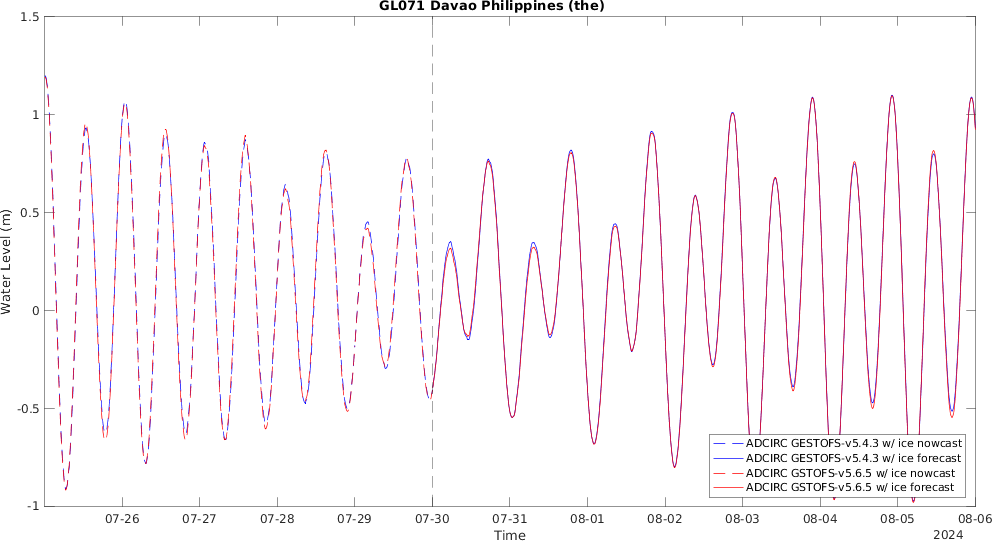 GL071 Davao Philippines (the)
1.5
1
0.5
0
-0.5
-1
Water Level (m)
07-26 07-27 07-28 07-29 07-30 07-31 08-01 08-02 08-03 08-04 08-05 08-06
Time
2024
ADCIRC GESTOFS-v5.4.3 w/ ice nowcast
ADCIRC GESTOFS-v5.4.3 w/ ice forecast
ADCIRC GSTOFS-v5.6.5 w/ ice nowcast
ADCIRC GSTOFS-v5.6.5 w/ ice forecast